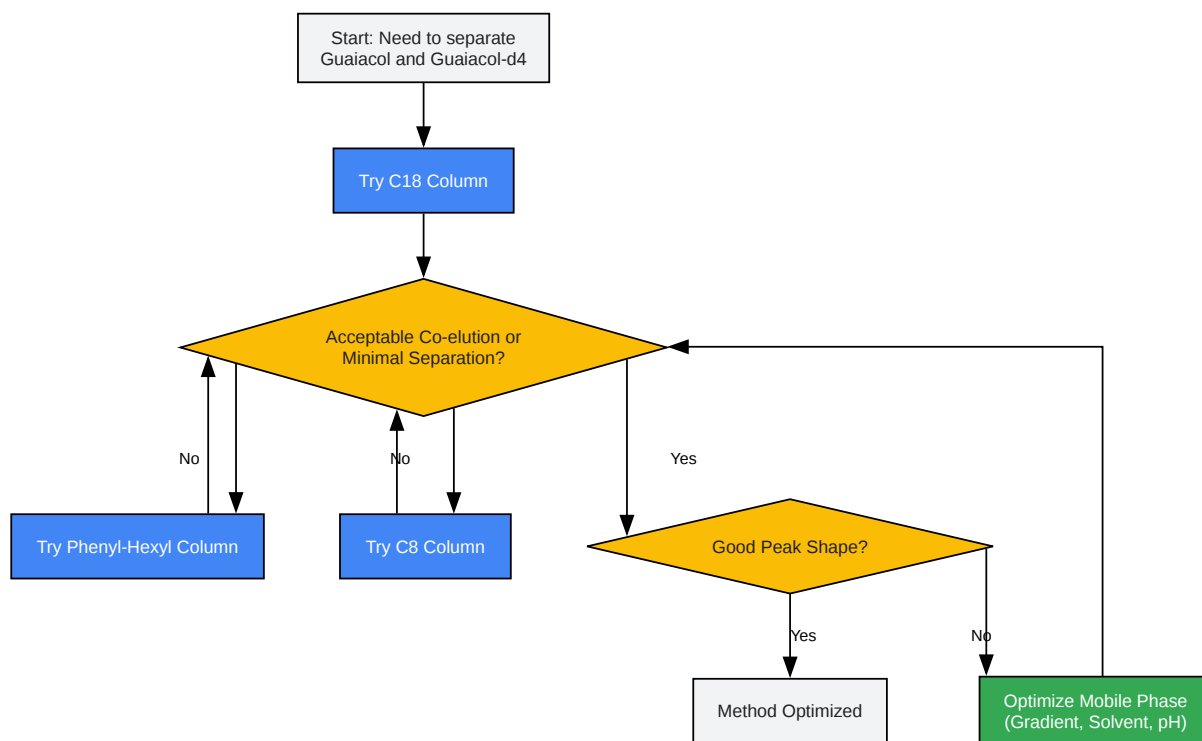 Start: Need to separate
Guaiacol and Guaiacol-d4
Try C18 Column
Acceptable Co-elution or
Minimal Separation?
No
No
Yes
Try Phenyl-Hexyl Column
Try C8 Column
Good Peak Shape?
Yes
No
Method Optimized
Optimize Mobile Phase
(Gradient, Solvent, pH)